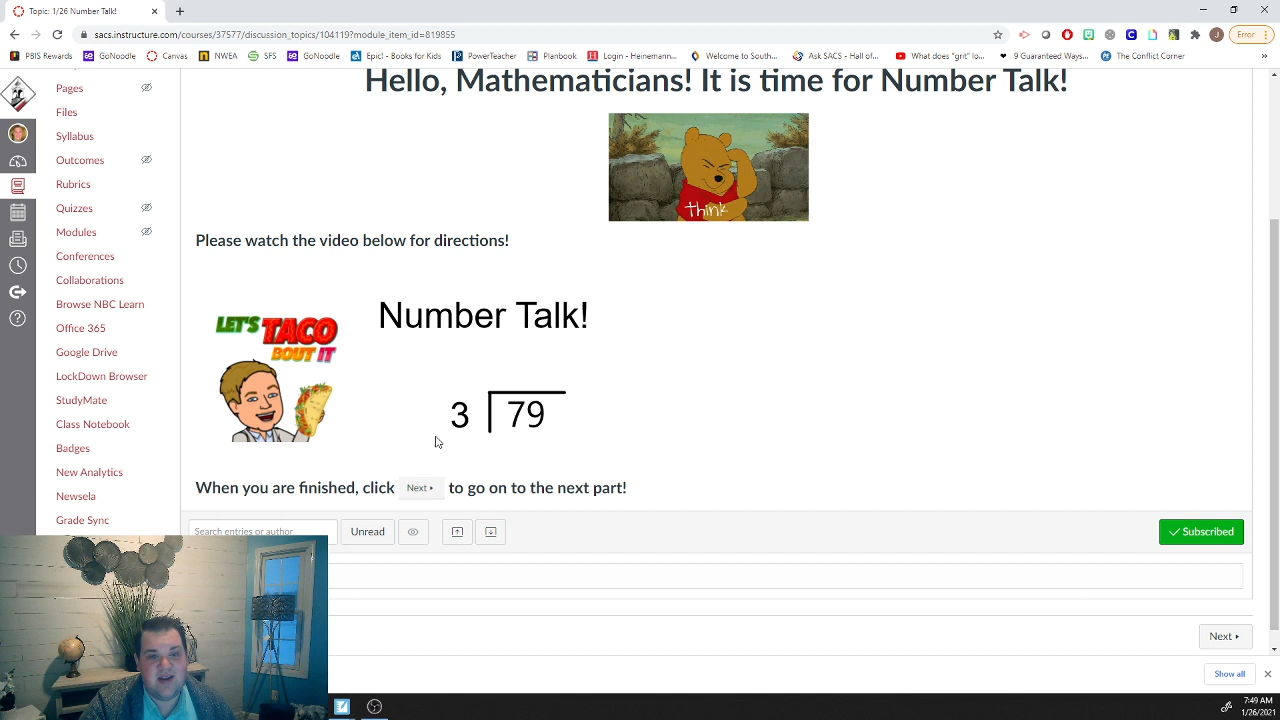 Topic: 1/26 Number Talk!
sacs.instructure.com/courses/37577/discussion_topics/104119?module_item_id=819855
Error
PBIS Rewards
GoNoodle
Canvas
NWEA
SFS
GoNoodle
Epic! - Books for Kids
PowerTeacher
Planbook
Login - Heinemann...
Welcome to South...
Ask SACS - Hall of...
What does "grit" lo...
9 Guaranteed Ways...
The Conflict Corner
»
Pages
Files
Syllabus
Outcomes
Rubrics
Quizzes
Modules
Conferences
Collaborations
Browse NBC Learn
Office 365
Google Drive
LockDown Browser
StudyMate
Class Notebook
Badges
New Analytics
Newsela
Grade Sync
Hello, Mathematicians! It is time for Number Talk!
think
Please watch the video below for directions!
LET'S TACO
BOUT IT
Number Talk!
3 79
When you are finished, click Next ▸ to go on to the next part!
Search entries or author
Unread
Subscribed
Next ▸
Show all
7:49 AM
1/26/2021